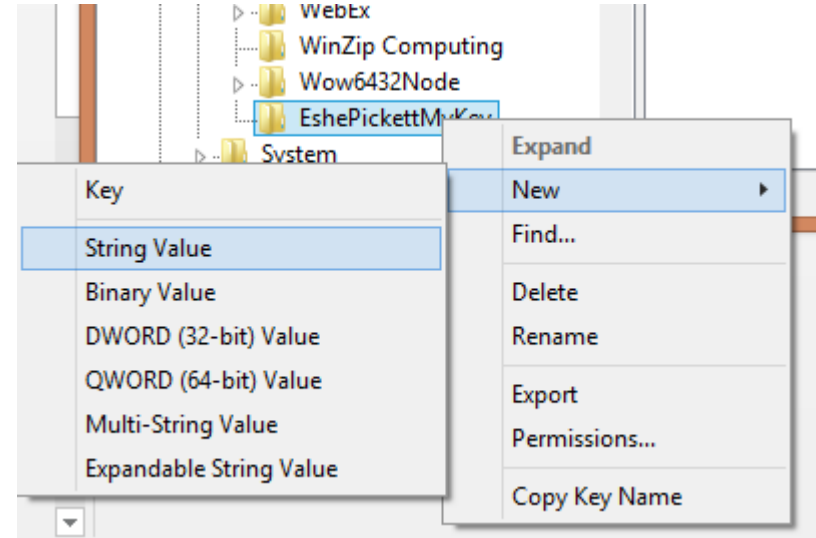 WebEx
WinZip Computing
Wow6432Node
EshePickettMyKey
System
Expand
New
Find...
Delete
Rename
Export
Permissions...
Copy Key Name
Key
String Value
Binary Value
DWORD (32-bit) Value
QWORD (64-bit) Value
Multi-String Value
Expandable String Value